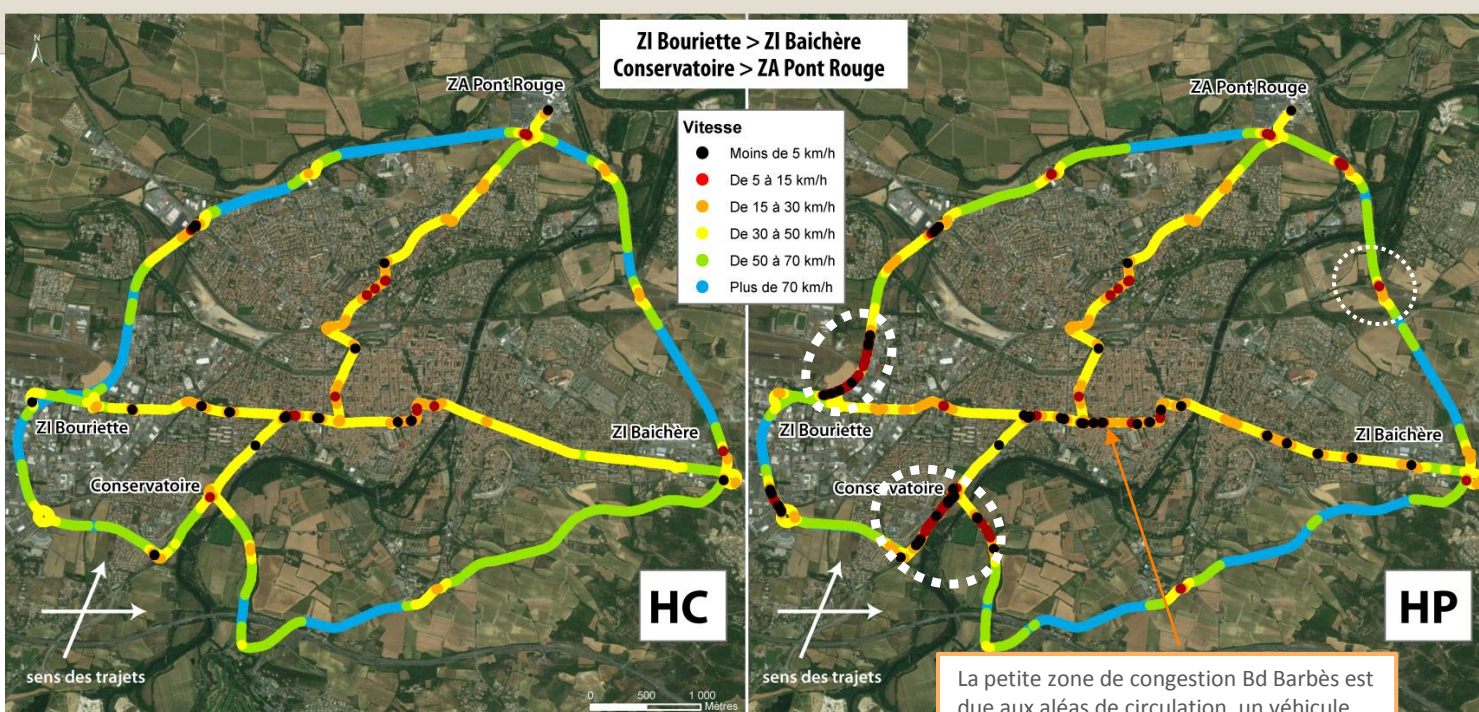 ZI Bouriette > ZI Baichère
Conservatoire > ZA Pont Rouge
N
ZA Pont Rouge
ZI Bouriette
ZI Baichère
Conservatoire
HC
sens des trajets
0 500 1 000
Mètres
Vitesse
Moins de 5 km/h
De 5 à 15 km/h
De 15 à 30 km/h
De 30 à 50 km/h
De 50 à 70 km/h
Plus de 70 km/h
ZA Pont Rouge
ZI Bouriette
ZI Baichère
Conservatoire
HP
sens des trajets
La petite zone de congestion Bd Barbès est
due aux aléas de circulation, un véhicule